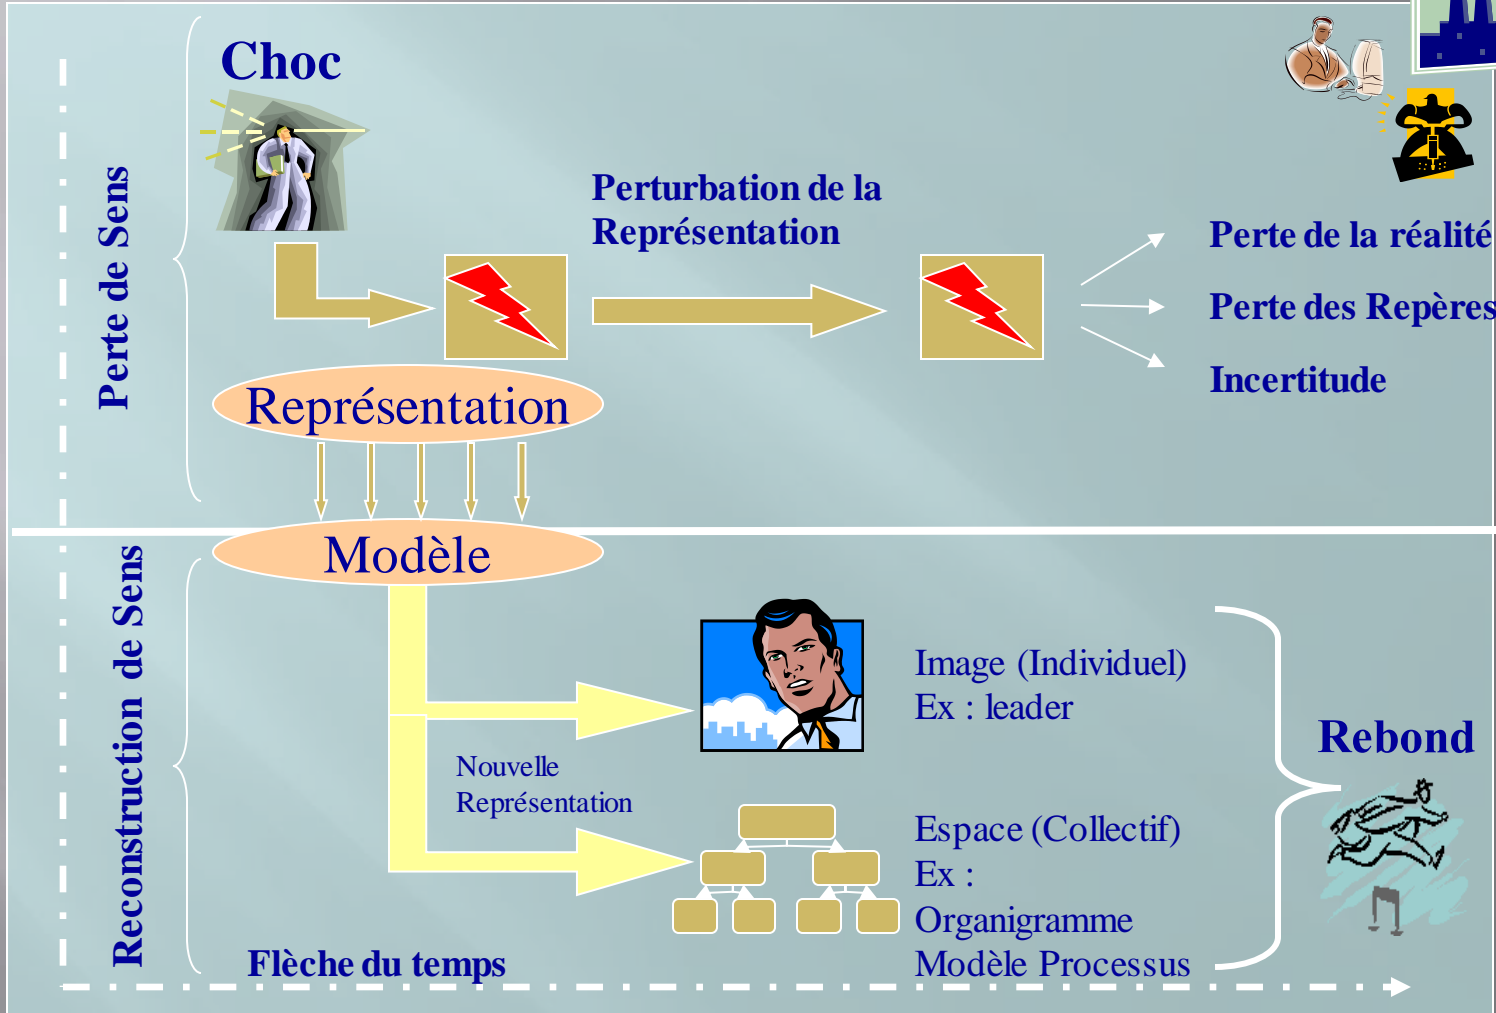 Choc
Perte de Sens
Perturbation de la
Représentation
Perte de la réalité
Perte des Repères
Incertitude
Représentation
Modèle
Reconstruction de Sens
Nouvelle
Représentation
Image (Individuel)
Ex : leader
Espace (Collectif)
Ex :
Organigramme
Modèle Processus
Rebond
Flèche du temps